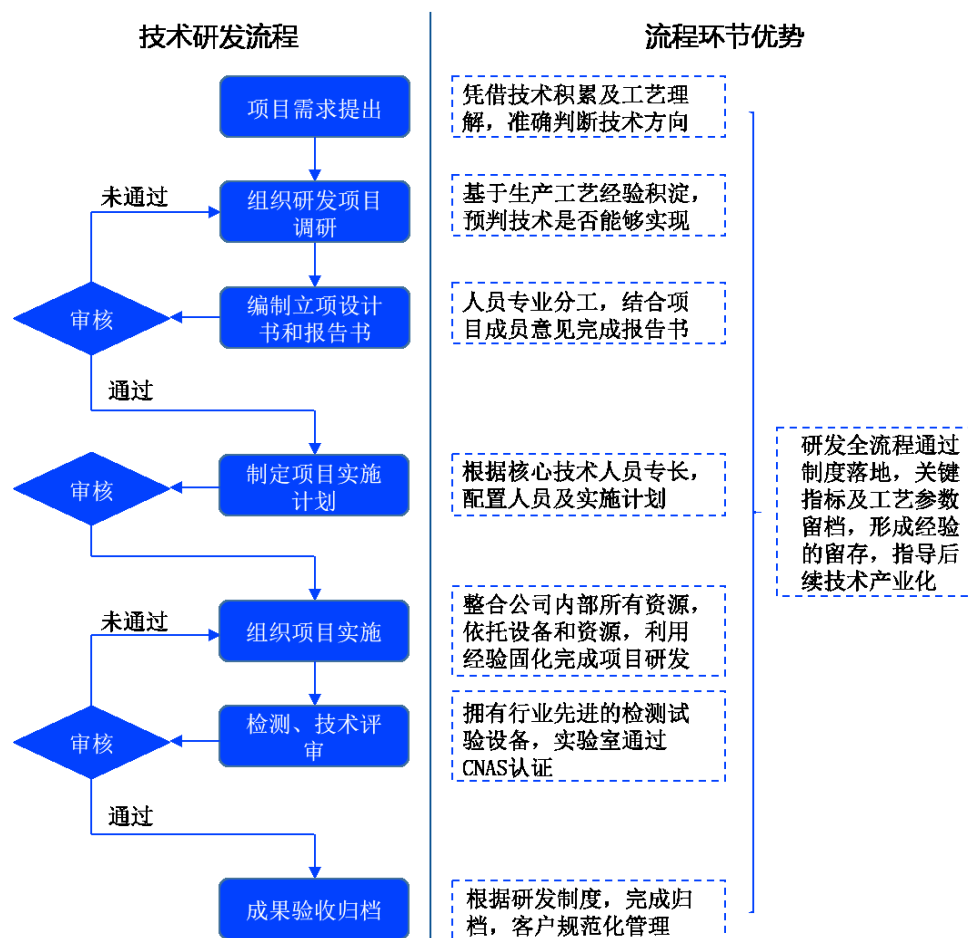 技术研发流程
流程环节优势
项目需求提出
凭借技术积累及工艺理
解，准确判断技术方向
未通过
组织研发项目
调研
基于生产工艺经验积淀，
预判技术是否能够实现
审核
编制立项设计
书和报告书
人员专业分工，结合项
目成员意见完成报告书
通过
审核
制定项目实施
计划
根据核心技术人员专长，
配置人员及实施计划
研发全流程通过
制度落地，关键
指标及工艺参数
留档，形成经验
的留存，指导后
续技术产业化
未通过
组织项目实施
整合公司内部所有资源，
依托设备和资源，利用
经验固化完成项目研发
审核
检测、技术评
审
拥有行业先进的检测试
验设备，实验室通过
CNAS认证
通过
成果验收归档
根据研发制度，完成归
档，客户规范化管理